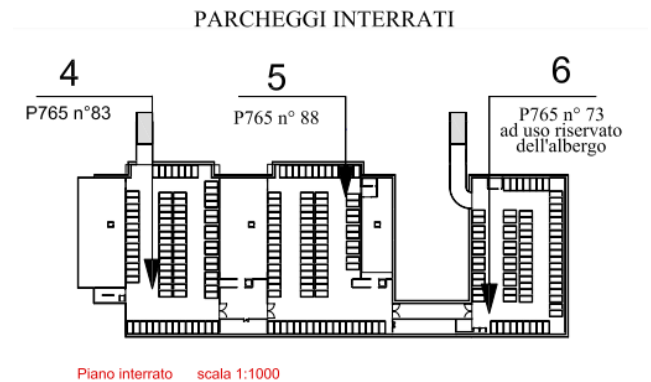 PARCHEGGI INTERRATI
4
P765 n°83
5
P765 n° 88
6
P765 n° 73
ad uso riservato
dell'albergo
Piano interrato scala 1:1000